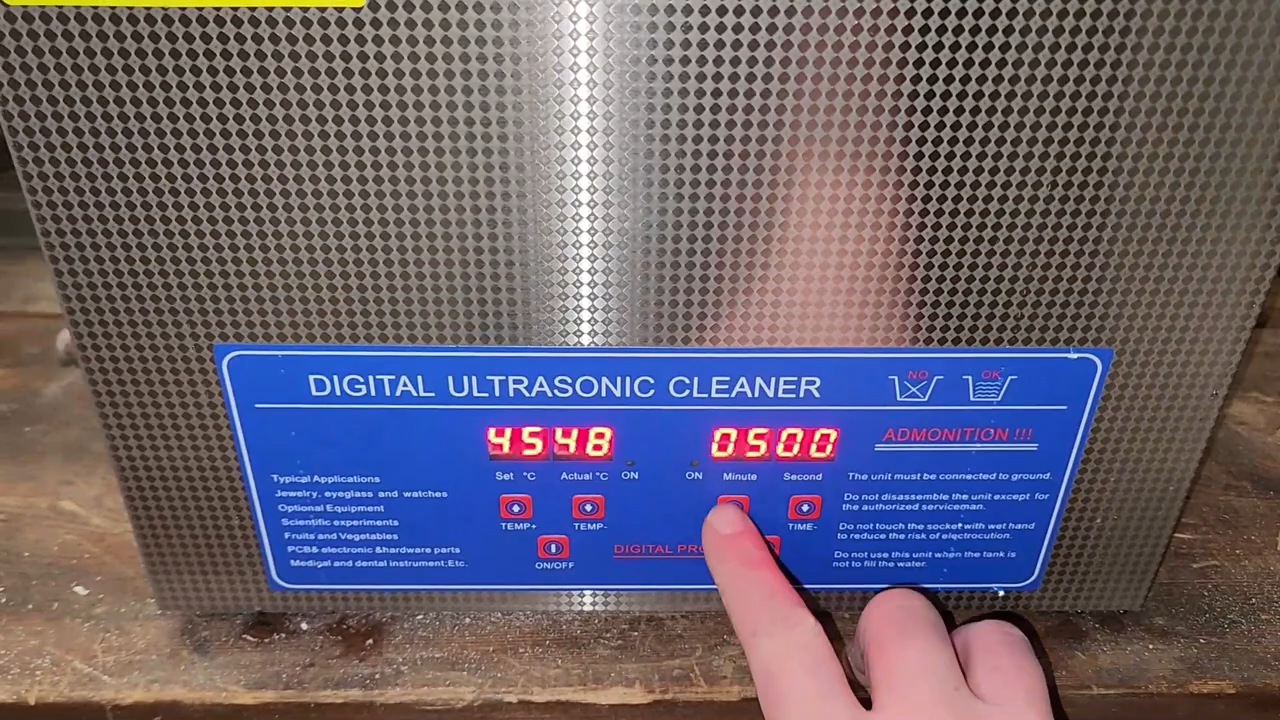 DIGITAL ULTRASONIC CLEANER
NO OK
45 48 05 00
ADMONITION !!!
Set °C Actual °C ON ON Minute Second
Typical Applications
Jewelry, eyeglass and watches
Optional Equipment
Scientific experiments
Fruits and Vegetables
PCB& electronic &hardware parts
Medigal and dental instrument;Etc.
TEMP+ TEMP- TIME-
ON/OFF
DIGITAL
The unit must be connected to ground.
Do not disassemble the unit except for
the authorized serviceman.
Do not touch the socket with wet hand
to reduce the risk of electrocution.
Do not use this unit when the tank is
not to fill the water.